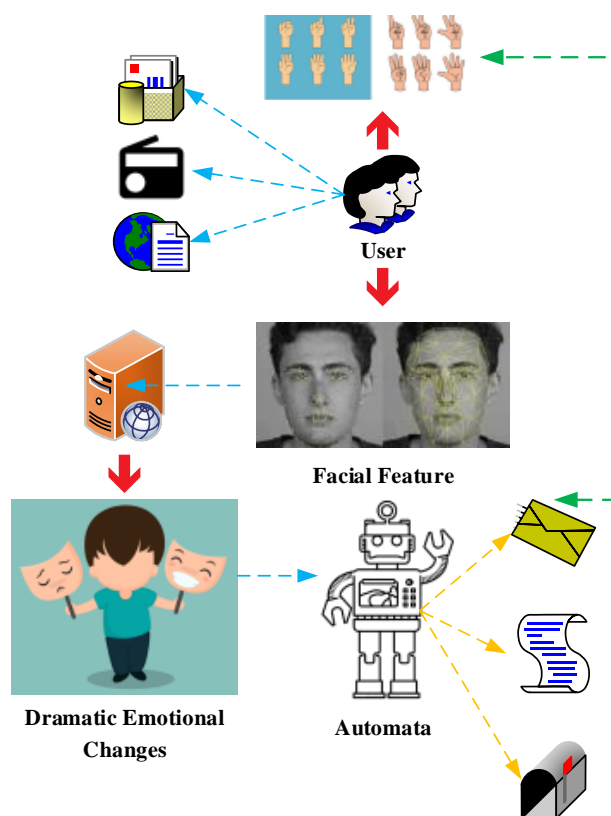 User
Facial Feature
Dramatic Emotional
Changes
Automata